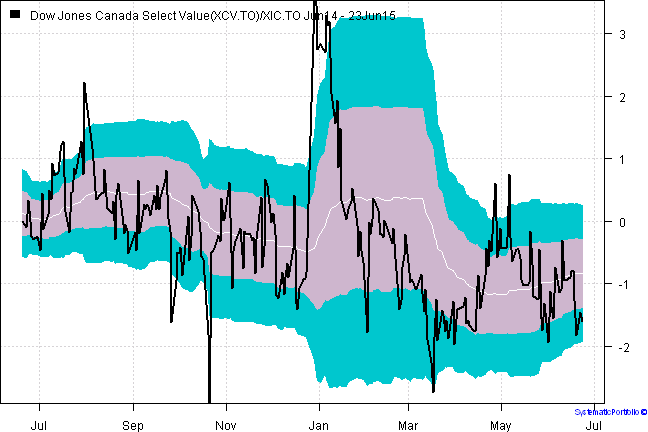 Dow Jones Canada Select Value(XCV.TO)/XIC.TO Jun14 - 23Jun15
3
2
1
0
-1
-2
Jul Sep Nov Jan Mar May Jul
SystematicPortfolio ©